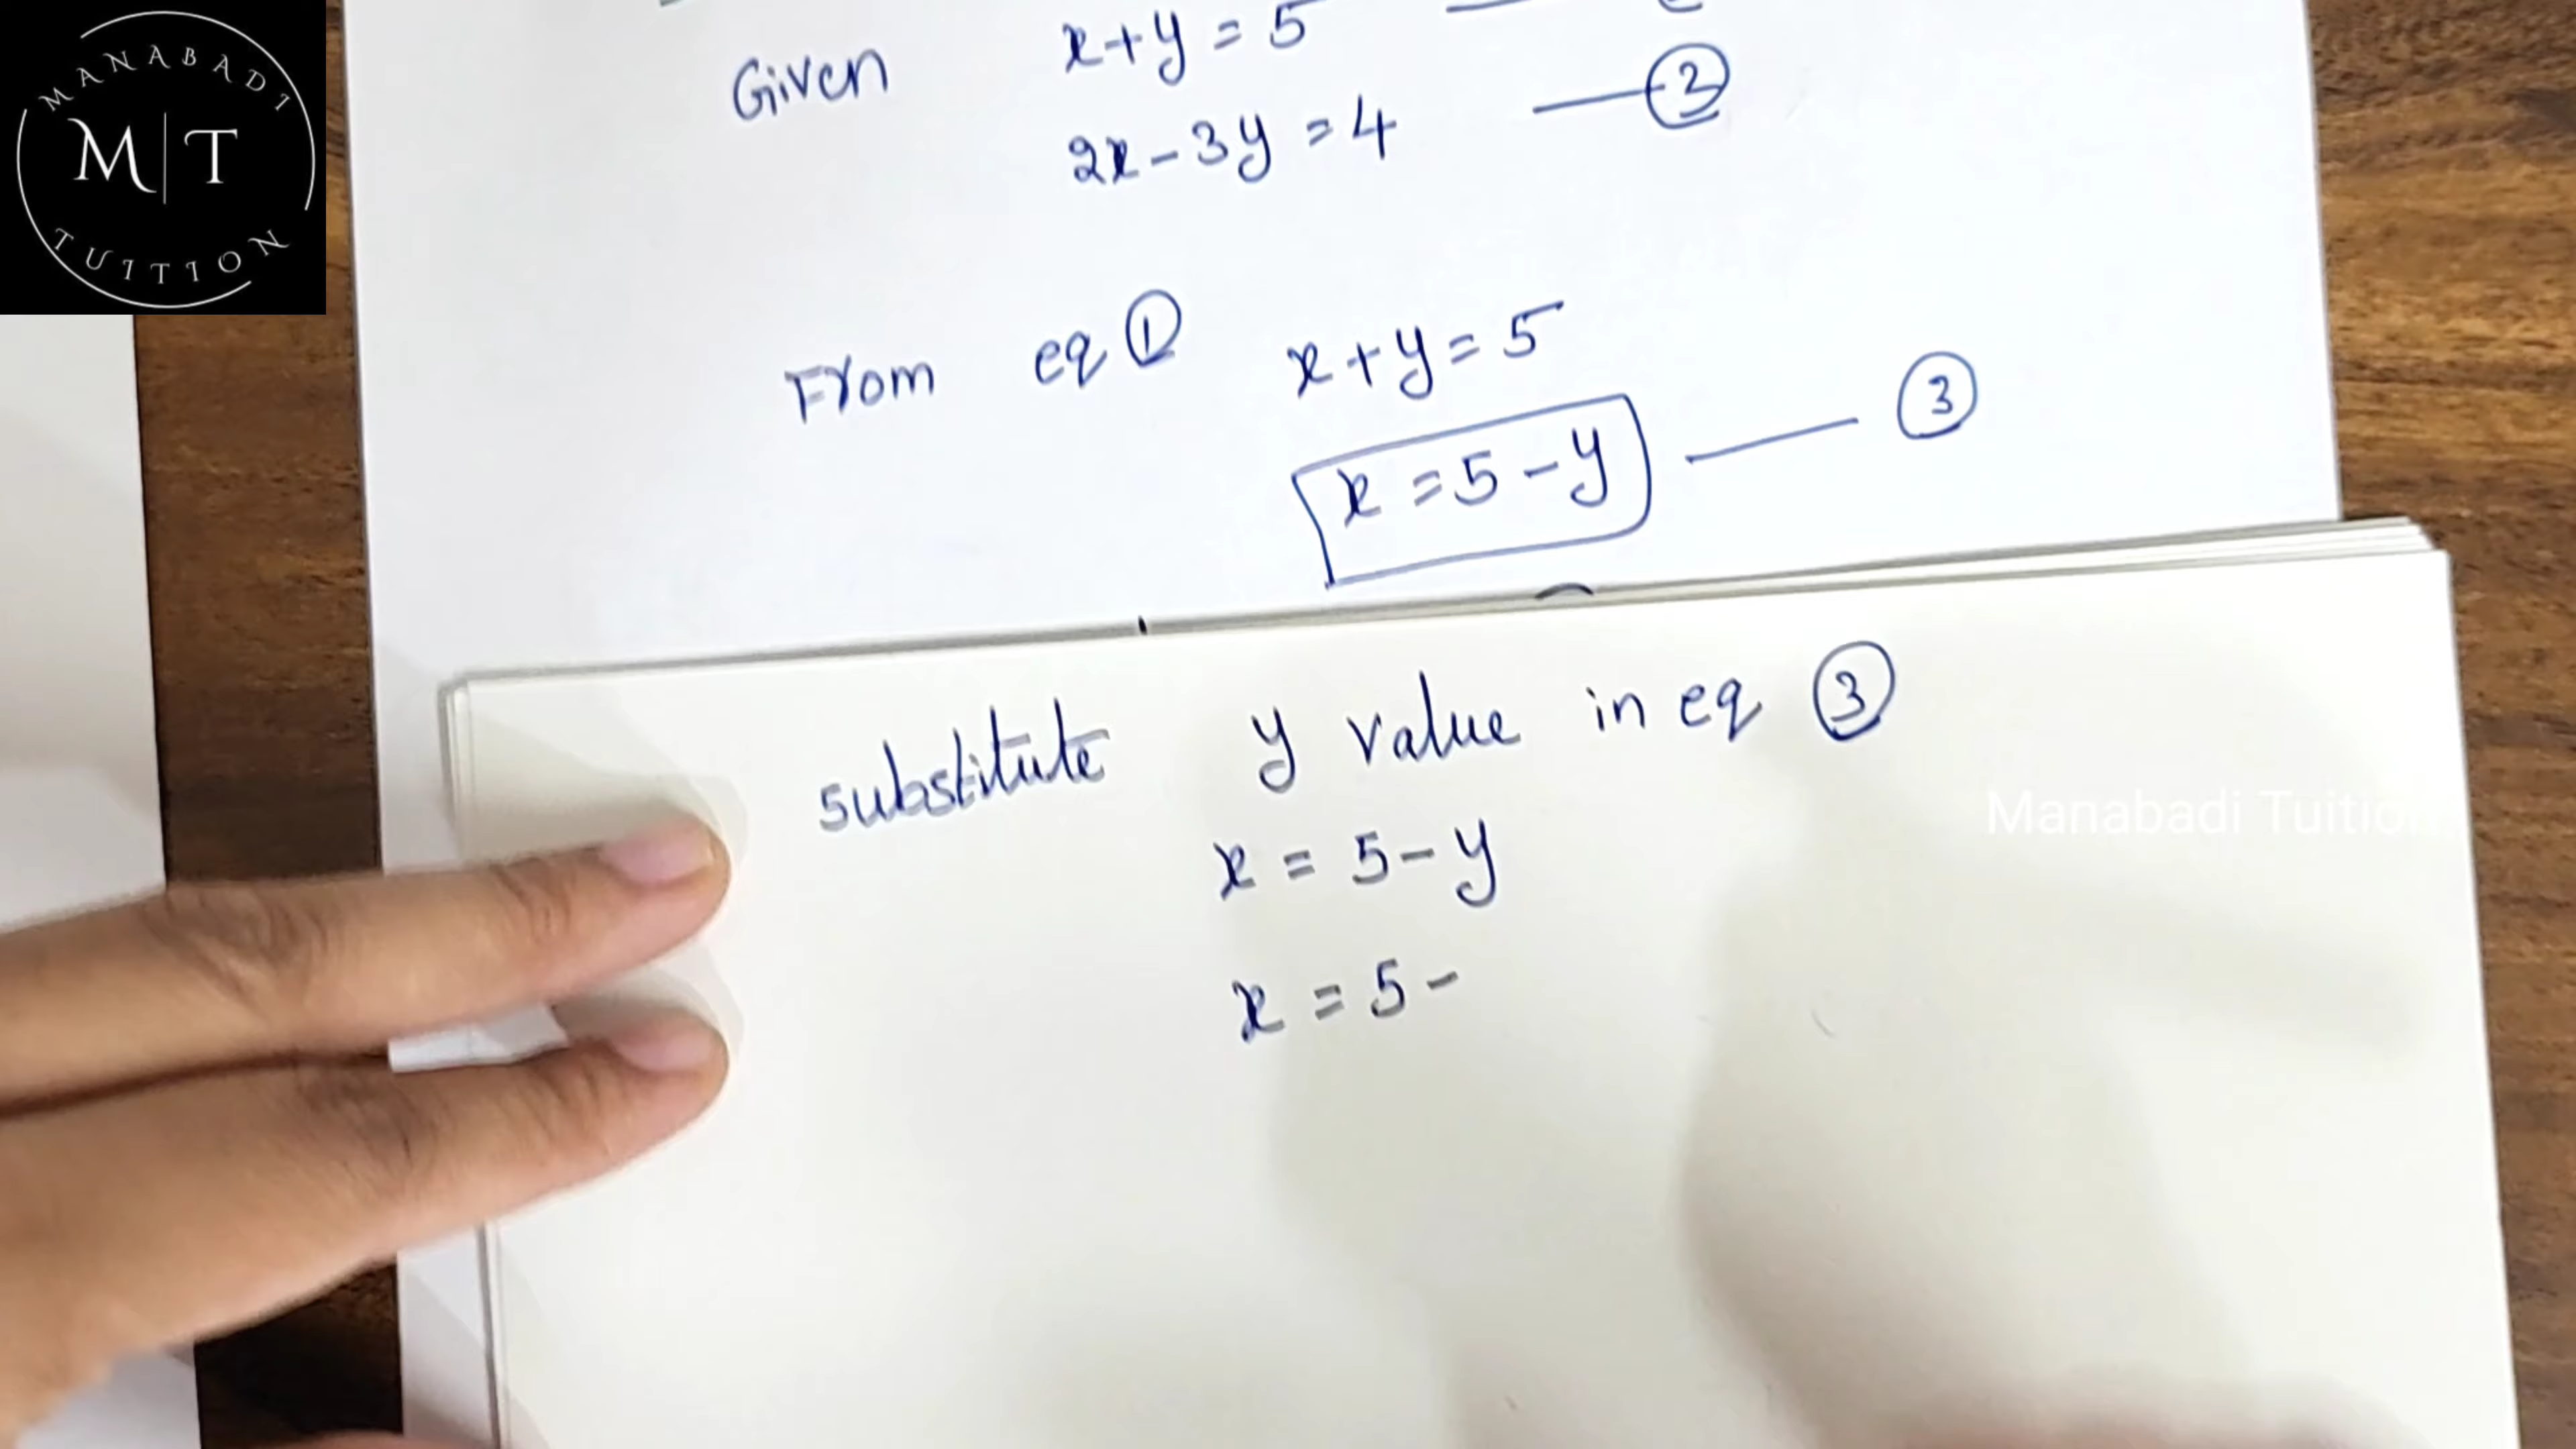 MANABADI
M|T
TUITION
Given x+y = 5
2x-3y = 4 —②
From eq ① x+y = 5
x = 5-y — ③
substitute y value in eq ③
Manabadi Tuition
x = 5-y
x = 5-